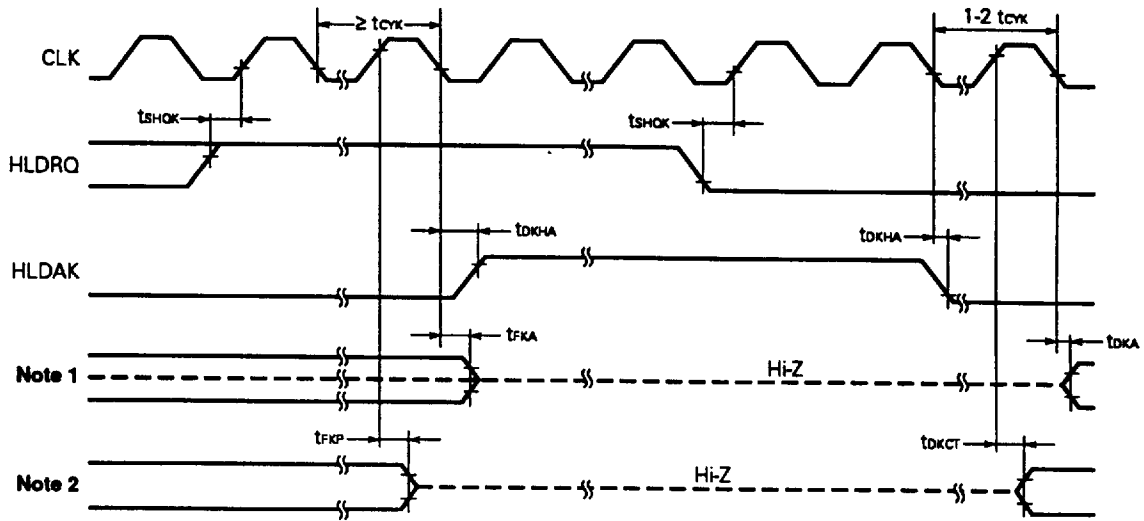 ≥ tCYK
1-2 tCYK
CLK
tSHQK
tSHQK
HLDRQ
tDKHA
tDKHA
HLDAK
tFKA
tDKA
Note 1
Hi-Z
tFKP
tDKCT
Note 2
Hi-Z